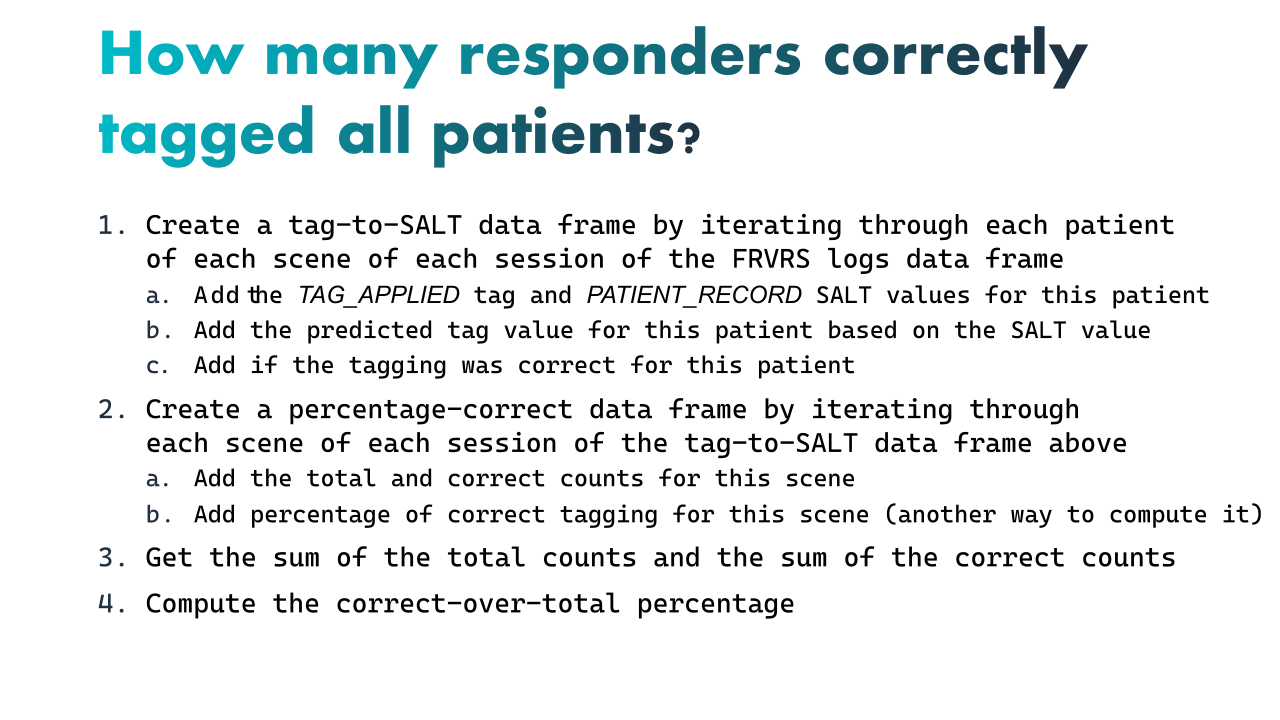 How many responders correctly
tagged all patients?
1. Create a tag-to-SALT data frame by iterating through each patient
of each scene of each session of the FRVRS logs data frame
a. Add the TAG_APPLIED tag and PATIENT_RECORD SALT values for this patient
b. Add the predicted tag value for this patient based on the SALT value
c. Add if the tagging was correct for this patient
2. Create a percentage-correct data frame by iterating through
each scene of each session of the tag-to-SALT data frame above
a. Add the total and correct counts for this scene
b. Add percentage of correct tagging for this scene (another way to compute it)
3. Get the sum of the total counts and the sum of the correct counts
4. Compute the correct-over-total percentage